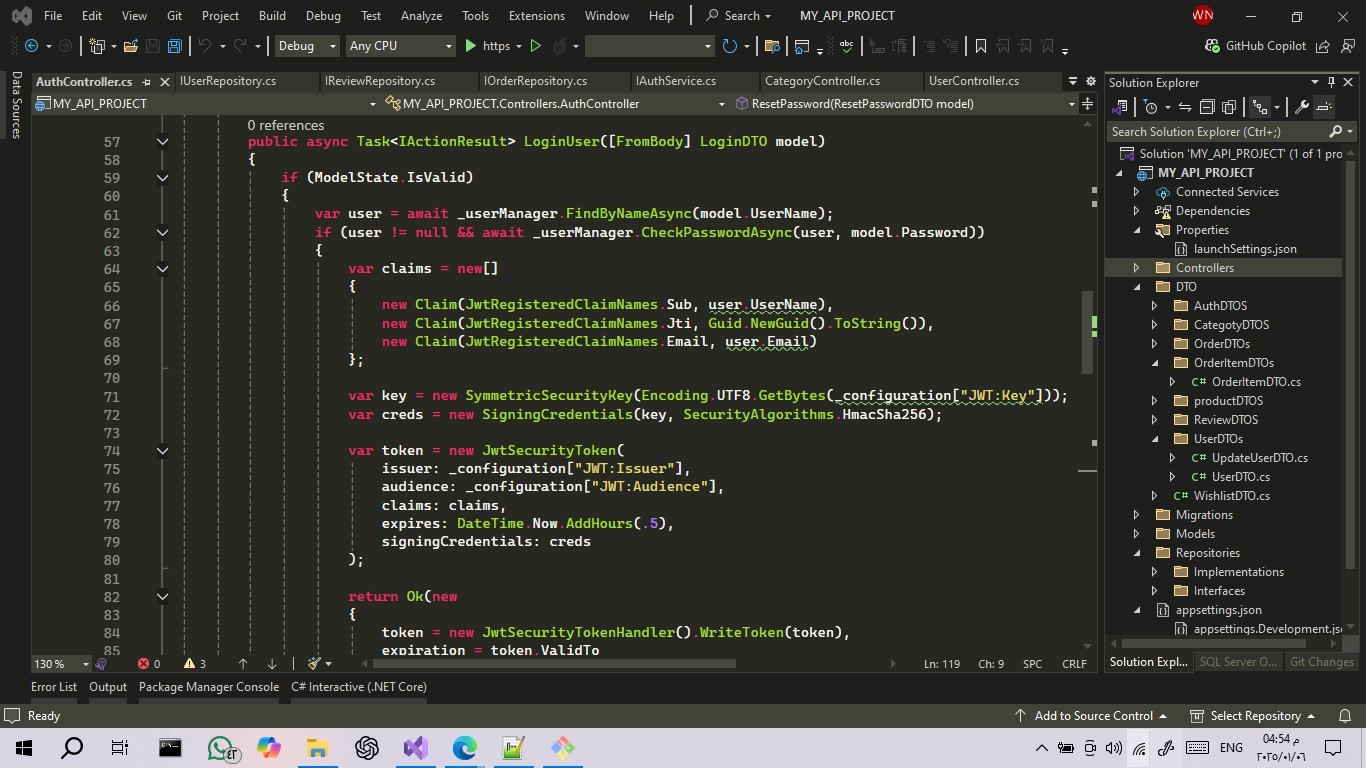 File Edit View Git Project Build Debug Test Analyze Tools Extensions Window Help Search MY_API_PROJECT WN
Debug Any CPU https GitHub Copilot
Data Sources
AuthController.cs IUserRepository.cs IReviewRepository.cs IOrderRepository.cs IAuthService.cs CategoryController.cs UserController.cs
MY_API_PROJECT MY_API_PROJECT.Controllers.AuthController ResetPassword(ResetPasswordDTO model)
0 references
57 public async Task<IActionResult> LoginUser([FromBody] LoginDTO model)
58 {
59 if (ModelState.IsValid)
60 {
61 var user = await _userManager.FindByNameAsync(model.UserName);
62 if (user != null && await _userManager.CheckPasswordAsync(user, model.Password))
63 {
64 var claims = new[]
65 {
66 new Claim(JwtRegisteredClaimNames.Sub, user.UserName),
67 new Claim(JwtRegisteredClaimNames.Jti, Guid.NewGuid().ToString()),
68 new Claim(JwtRegisteredClaimNames.Email, user.Email)
69 };
70
71 var key = new SymmetricSecurityKey(Encoding.UTF8.GetBytes(_configuration["JWT:Key"]));
72 var creds = new SigningCredentials(key, SecurityAlgorithms.HmacSha256);
73
74 var token = new JwtSecurityToken(
75 issuer: _configuration["JWT:Issuer"],
76 audience: _configuration["JWT:Audience"],
77 claims: claims,
78 expires: DateTime.Now.AddHours(.5),
79 signingCredentials: creds
80 );
81
82 return Ok(new
83 {
84 token = new JwtSecurityTokenHandler().WriteToken(token),
85 expiration = token.ValidTo
130 % 0 3 Ln: 119 Ch: 9 SPC CRLF
Solution Explorer
Search Solution Explorer (Ctrl+;)
Solution 'MY_API_PROJECT' (1 of 1 pro
MY_API_PROJECT
Connected Services
Dependencies
Properties
launchSettings.json
Controllers
DTO
AuthDTOS
CategotyDTOS
OrderDTOs
OrderItemDTOs
C# OrderItemDTO.cs
productDTOS
ReviewDTOS
UserDTOs
C# UpdateUserDTO.cs
C# UserDTO.cs
C# WishlistDTO.cs
Migrations
Models
Repositories
Implementations
Interfaces
appsettings.json
appsettings.Development.js
Solution Expl... SQL Server O... Git Changes
Error List Output Package Manager Console C# Interactive (.NET Core)
Ready Add to Source Control Select Repository
٤٣ ENG 04:54 م
٢٠٢٥/٠١/٠٦